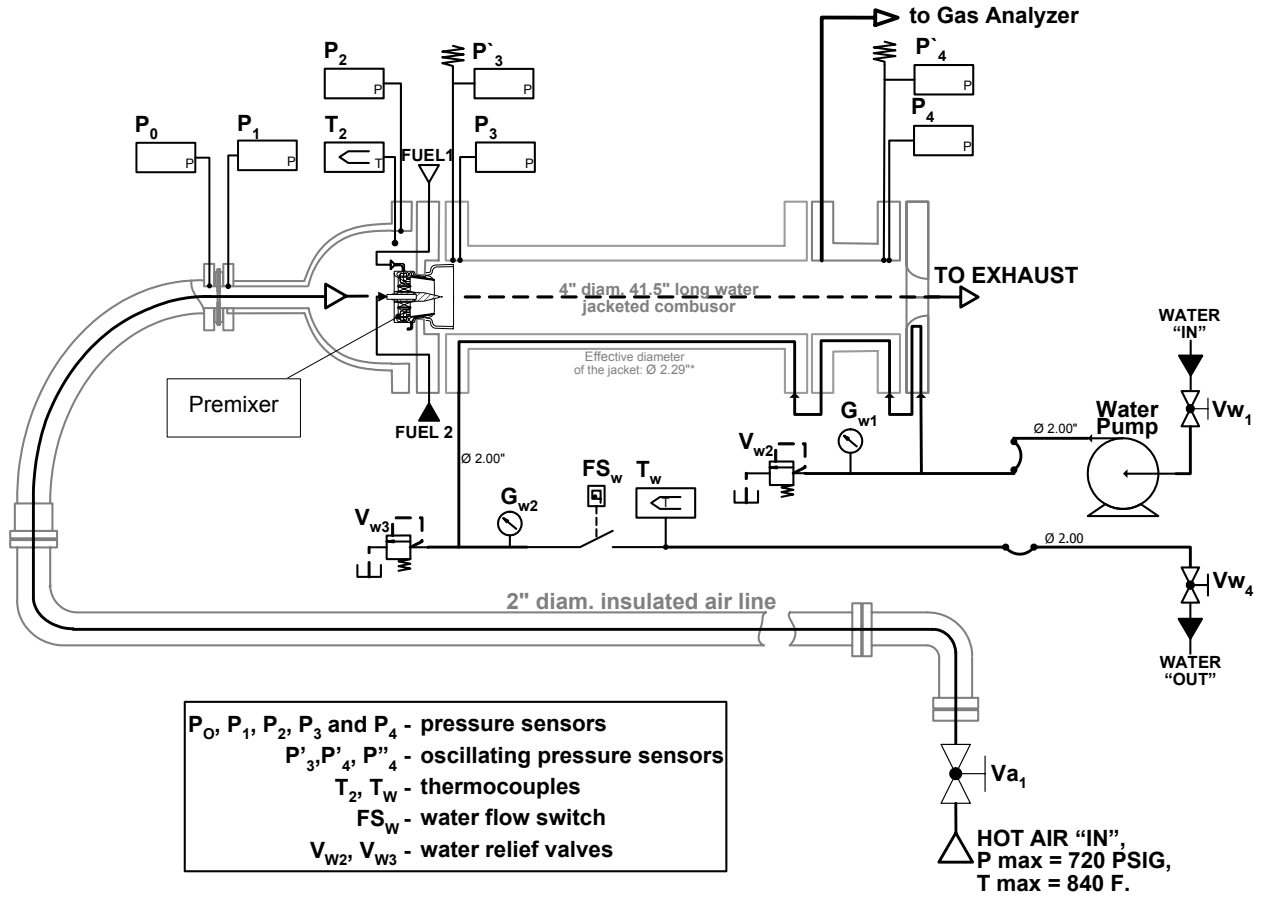 to Gas Analyzer
P2
P
P`3
P
P`4
P
P0
P
P1
P
T2
T
FUEL1
P3
P
P4
P
TO EXHAUST
4" diam. 41.5" long water
jacketed combusor
Effective diameter
of the jacket: Ø 2.29"*
Premixer
FUEL 2
WATER
“IN”
Vw1
Water
Pump
Ø 2.00"
Gw1
Vw2
Ø 2.00"
FSw
Tw
T
Gw2
Vw3
Ø 2.00
Vw4
WATER
“OUT”
2" diam. insulated air line
PO, P1, P2, P3 and P4 - pressure sensors
P'3,P'4, P"4 - oscillating pressure sensors
T2, TW - thermocouples
FSW - water flow switch
VW2, VW3 - water relief valves
Va1
HOT AIR “IN”,
P max = 720 PSIG,
T max = 840 F.